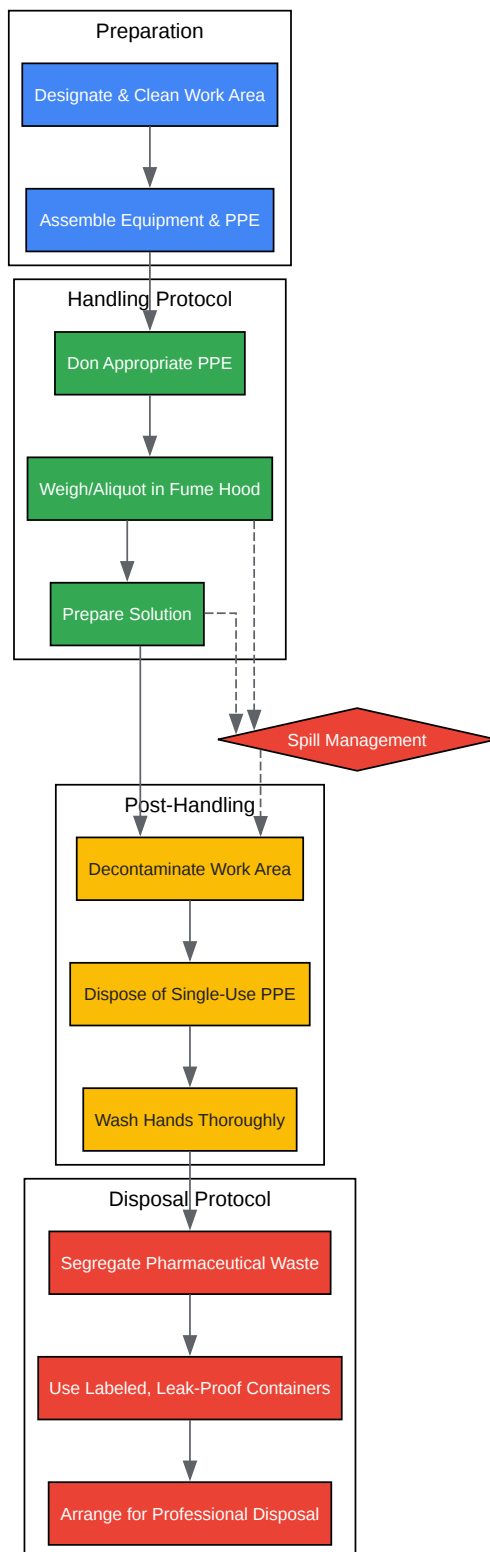 Preparation
Designate & Clean Work Area
Assemble Equipment & PPE
Handling Protocol
Don Appropriate PPE
Weigh/Aliquot in Fume Hood
Prepare Solution
Spill Management
Post-Handling
Decontaminate Work Area
Dispose of Single-Use PPE
Wash Hands Thoroughly
Disposal Protocol
Segregate Pharmaceutical Waste
Use Labeled, Leak-Proof Containers
Arrange for Professional Disposal